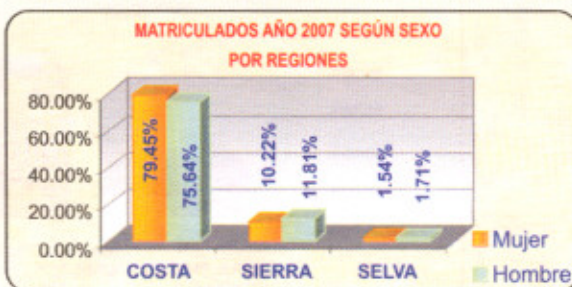 MATRICULADOS AÑO 2007 SEGÚN SEXO
POR REGIONES
80.00%
60.00%
40.00%
20.00%
0.00%
79.45%
75.64%
10.22%
11.81%
1.54%
1.71%
COSTA
SIERRA
SELVA
Mujer
Hombre